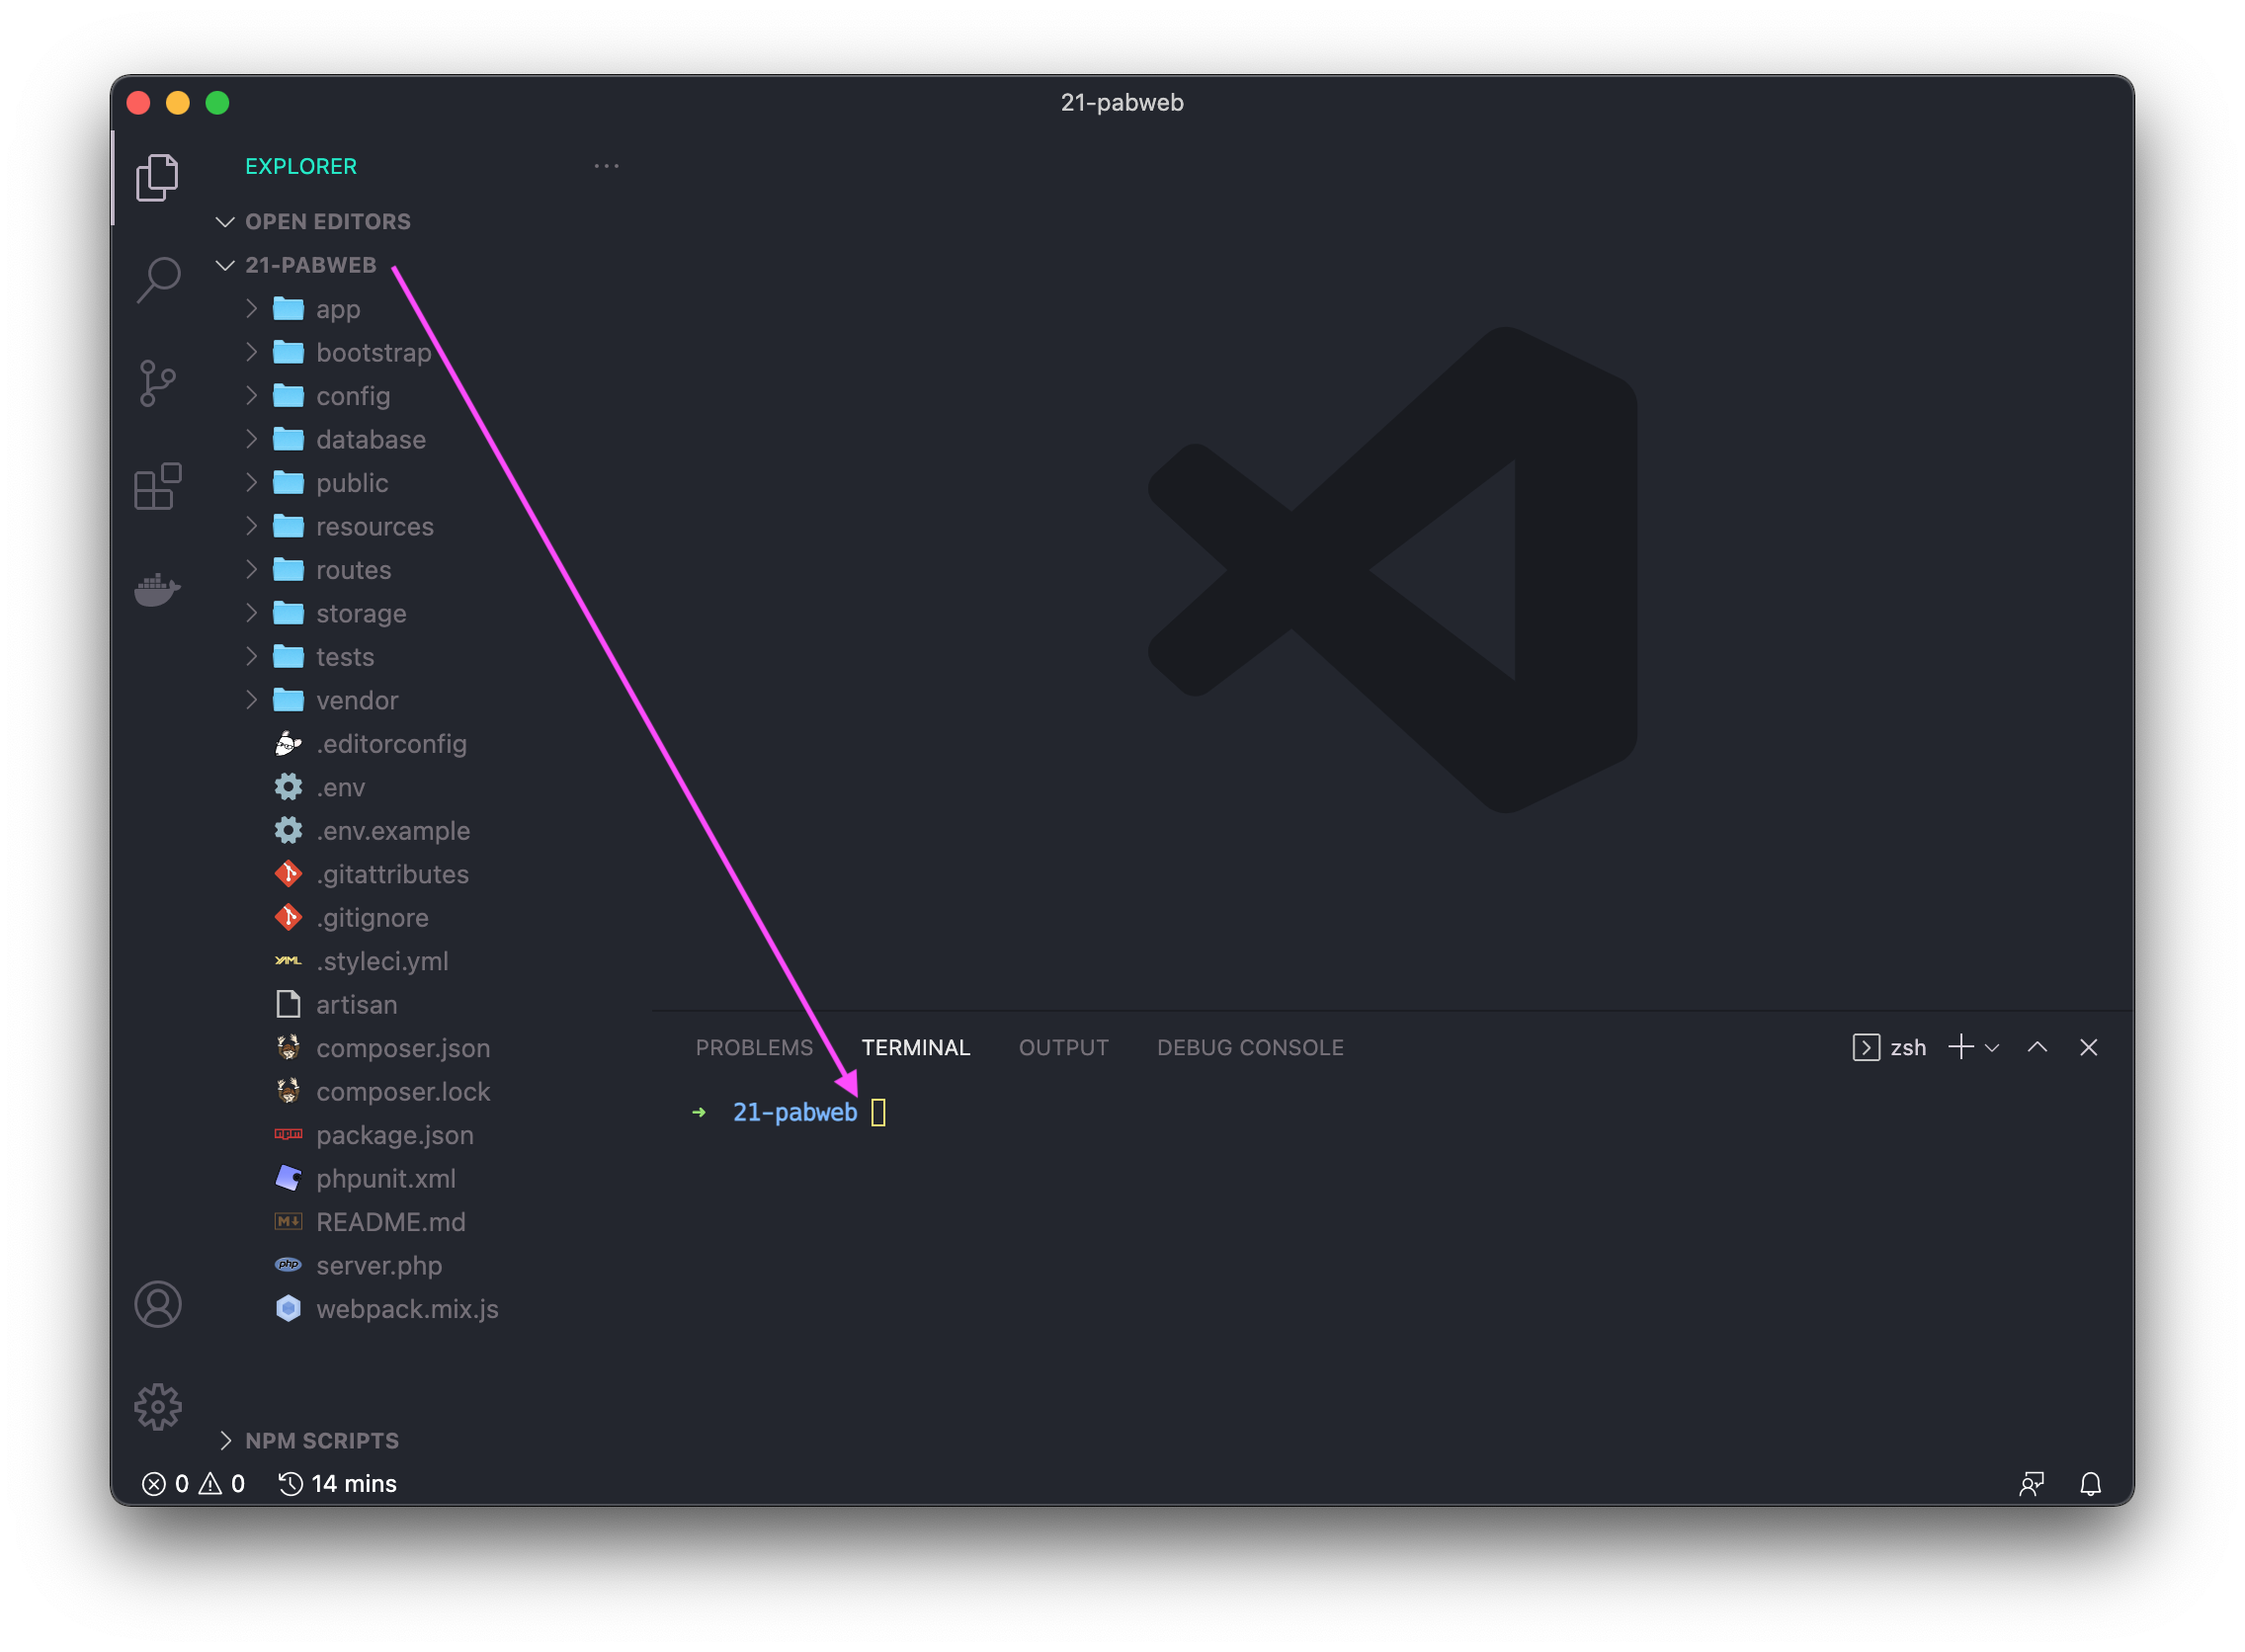 21-pabweb
EXPLORER
OPEN EDITORS
21-PABWEB
app
bootstrap
config
database
public
resources
routes
storage
tests
vendor
.editorconfig
.env
.env.example
.gitattributes
.gitignore
.styleci.yml
artisan
composer.json
composer.lock
package.json
phpunit.xml
README.md
server.php
webpack.mix.js
NPM SCRIPTS
PROBLEMS TERMINAL OUTPUT DEBUG CONSOLE zsh
21-pabweb
0 0 14 mins